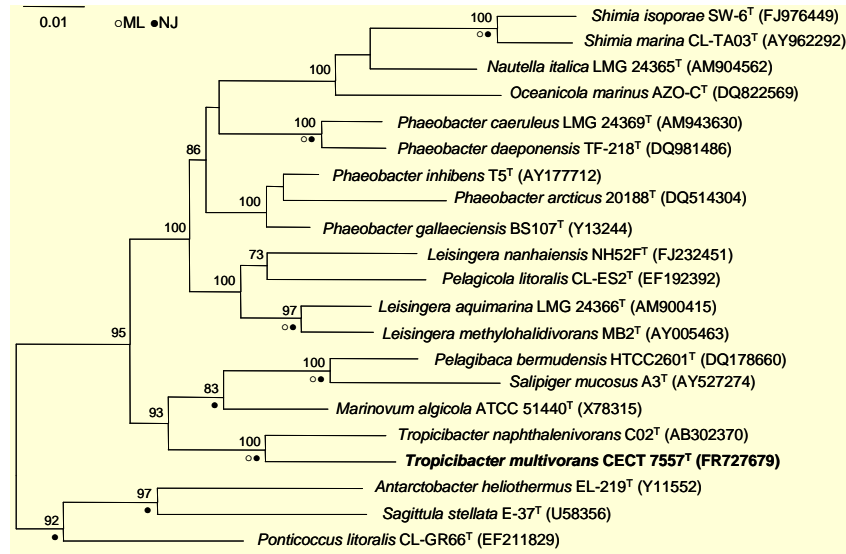 100 Shimia isoporae SW-6ᵀ (FJ976449)
0.01 ○ML ●NJ
○● Shimia marina CL-TA03ᵀ (AY962292)
100 Nautella italica LMG 24365ᵀ (AM904562)
Oceanicola marinus AZO-Cᵀ (DQ822569)
100 Phaeobacter caeruleus LMG 24369ᵀ (AM943630)
○●
86 Phaeobacter daeponensis TF-218ᵀ (DQ981486)
Phaeobacter inhibens T5ᵀ (AY177712)
100 Phaeobacter arcticus 20188ᵀ (DQ514304)
100 Phaeobacter gallaeciensis BS107ᵀ (Y13244)
73 Leisingera nanhaiensis NH52Fᵀ (FJ232451)
100 Pelagicola litoralis CL-ES2ᵀ (EF192392)
97 Leisingera aquimarina LMG 24366ᵀ (AM900415)
○●
95 Leisingera methylohalidivorans MB2ᵀ (AY005463)
100 Pelagibaca bermudensis HTCC2601ᵀ (DQ178660)
○●
83 Salipiger mucosus A3ᵀ (AY527274)
●
93 Marinovum algicola ATCC 51440ᵀ (X78315)
100 Tropicibacter naphthalenivorans C02ᵀ (AB302370)
○● Tropicibacter multivorans CECT 7557ᵀ (FR727679)
97 Antarctobacter heliothermus EL-219ᵀ (Y11552)
● Sagittula stellata E-37ᵀ (U58356)
92
● Ponticoccus litoralis CL-GR66ᵀ (EF211829)